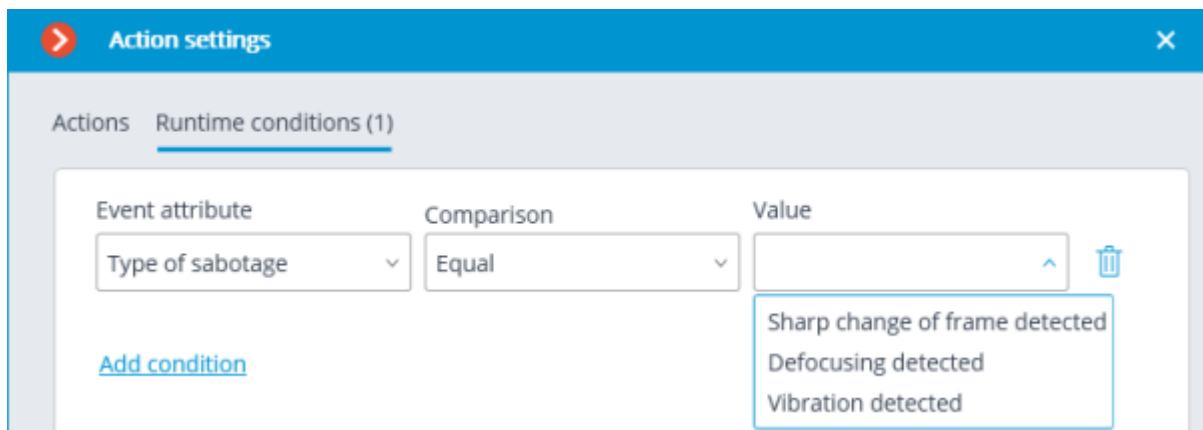 Action settings
Actions Runtime conditions (1)
Event attribute Comparison Value
Type of sabotage Equal
Sharp change of frame detected
Add condition Defocusing detected
Vibration detected